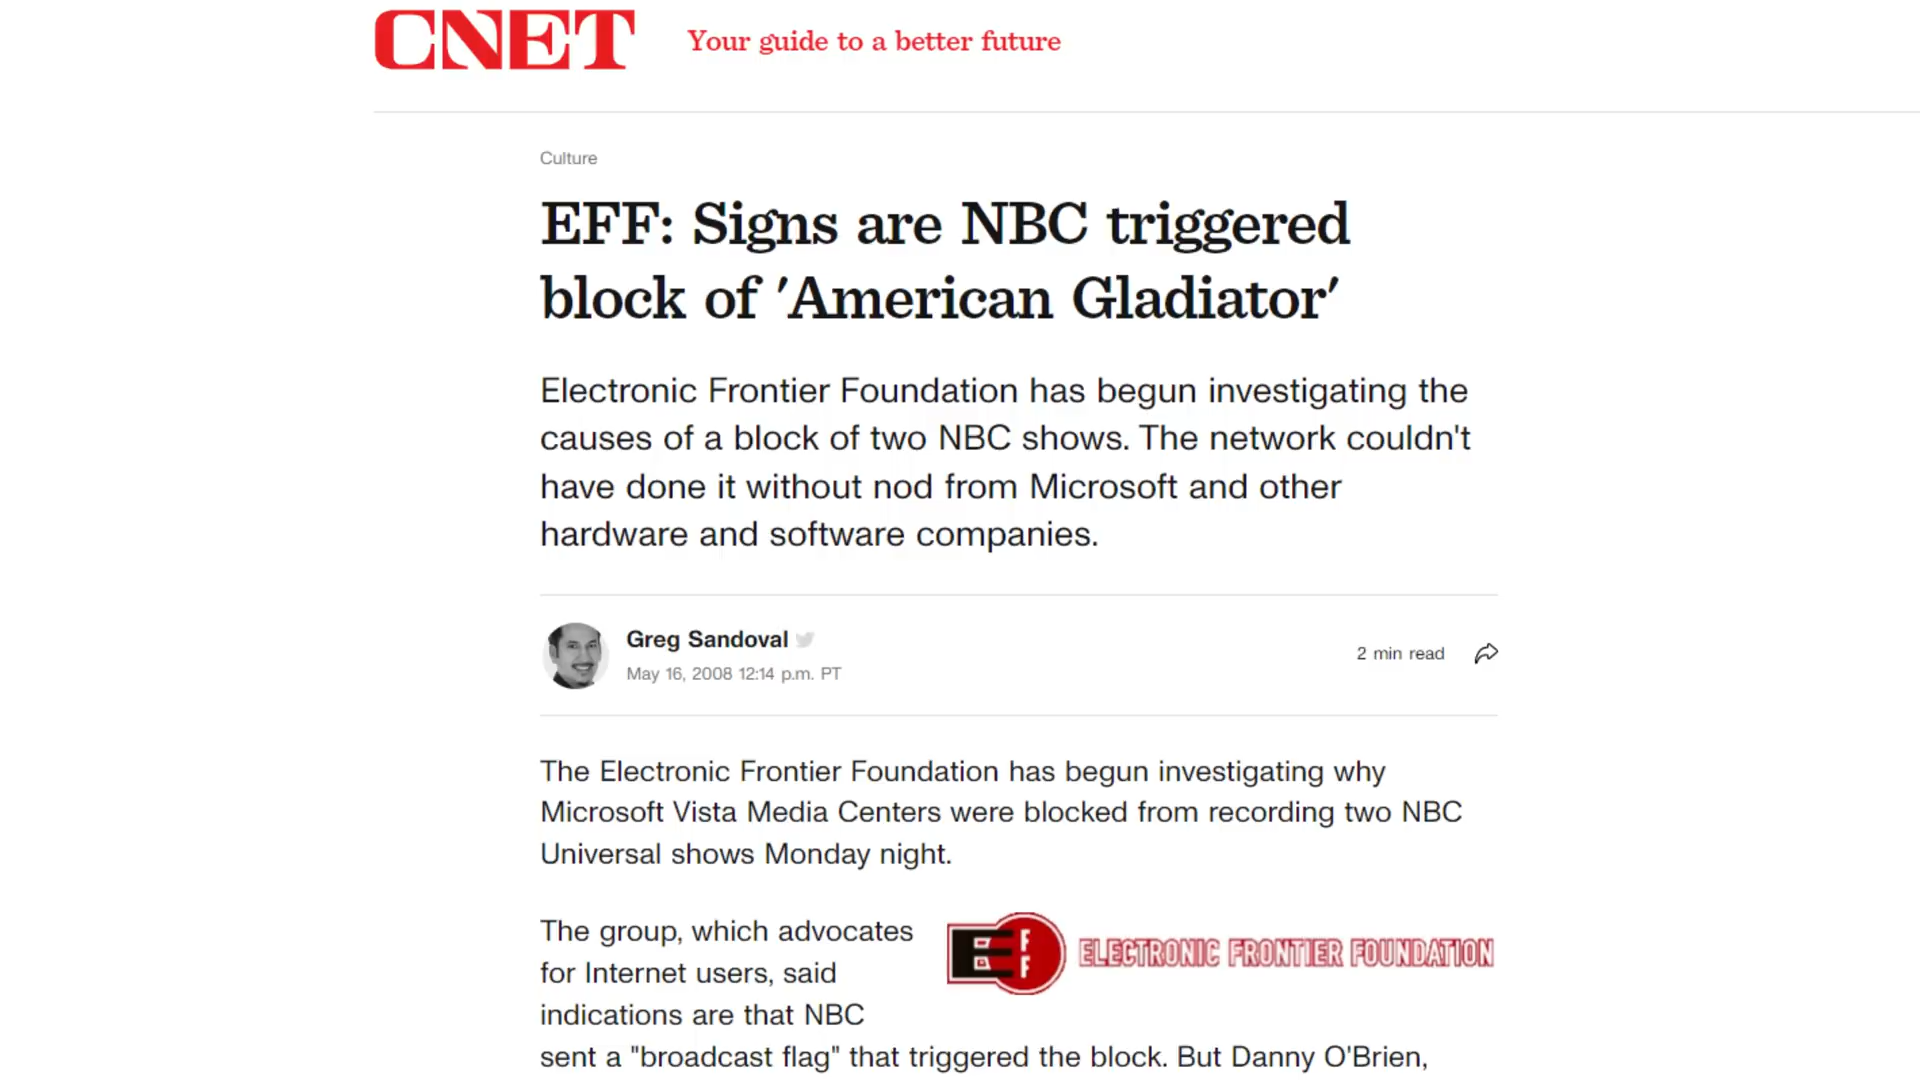 CNET
Your guide to a better future
Culture
EFF: Signs are NBC triggered
block of 'American Gladiator'
Electronic Frontier Foundation has begun investigating the
causes of a block of two NBC shows. The network couldn't
have done it without nod from Microsoft and other
hardware and software companies.
Greg Sandoval
May 16, 2008 12:14 p.m. PT
2 min read
The Electronic Frontier Foundation has begun investigating why
Microsoft Vista Media Centers were blocked from recording two NBC
Universal shows Monday night.
The group, which advocates
for Internet users, said
indications are that NBC
sent a "broadcast flag" that triggered the block. But Danny O'Brien,
EFF
ELECTRONIC FRONTIER FOUNDATION